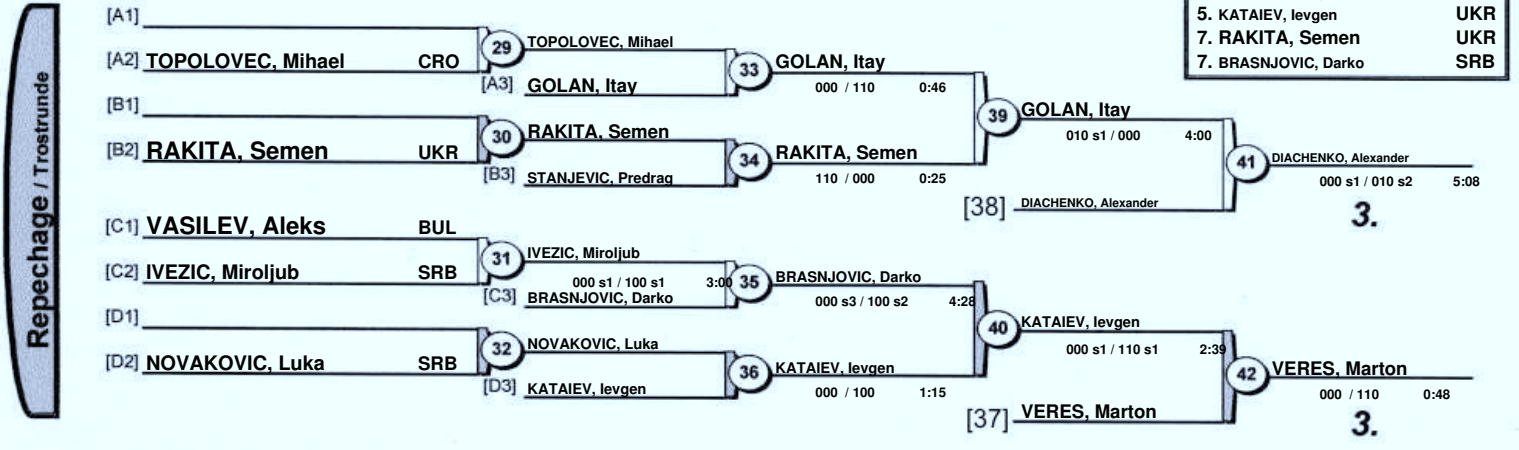 Repechage / Trostrunde
5. KATAIEV, Ievgen UKR
7. RAKITA, Semen UKR
7. BRASNJOVIC, Darko SRB
[A1]
[A2] TOPOLOVEC, Mihael CRO
29
TOPOLOVEC, Mihael
[A3] GOLAN, Itay
33
GOLAN, Itay
000 / 110 0:46
[B1]
[B2] RAKITA, Semen UKR
30
RAKITA, Semen
[B3] STANJEVIC, Predrag
34
RAKITA, Semen
110 / 000 0:25
39
GOLAN, Itay
010 s1 / 000 4:00
[38] DIACHENKO, Alexander
41
DIACHENKO, Alexander
000 s1 / 010 s2 5:08
3.
[C1] VASILEV, Aleks BUL
[C2] IVEZIC, Miroljub SRB
31
IVEZIC, Miroljub
000 s1 / 100 s1 3:00
[C3] BRASNJOVIC, Darko
35
BRASNJOVIC, Darko
000 s3 / 100 s2 4:28
[D1]
[D2] NOVAKOVIC, Luka SRB
32
NOVAKOVIC, Luka
[D3] KATAIEV, Ievgen
36
KATAIEV, Ievgen
000 / 100 1:15
40
KATAIEV, Ievgen
000 s1 / 110 s1 2:39
[37] VERES, Marton
42
VERES, Marton
000 / 110 0:48
3.